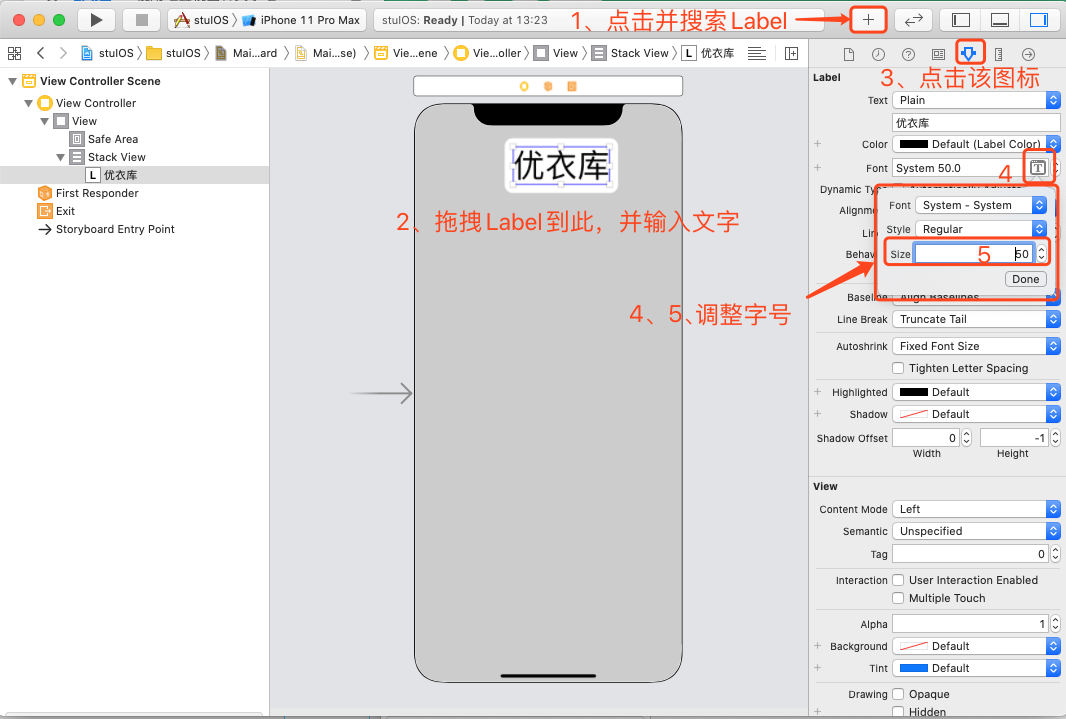 stuIOS 〉 iPhone 11 Pro Max
stuIOS: Ready | Today at 13:23
1、点击并搜索Label
stuIOS 〉 stuIOS 〉 Mai...ard 〉 Mai...se) 〉 Vie...ene 〉 Vie...oller 〉 View 〉 Stack View 〉 L 优衣库
View Controller Scene
View Controller
View
Safe Area
Stack View
L 优衣库
First Responder
Exit
Storyboard Entry Point
优衣库
2、拖拽Label到此，并输入文字
3、点击该图标
4、5、调整字号
Label
Text Plain
优衣库
Color Default (Label Color)
Font System 50.0
4
T
Dynamic Type
Font System - System
Style Regular
Size 50
5
Done
Baseline Align Baselines
Line Break Truncate Tail
Autoshrink Fixed Font Size
Tighten Letter Spacing
Highlighted Default
Shadow Default
Shadow Offset 0 -1
Width Height
View
Content Mode Left
Semantic Unspecified
Tag 0
Interaction User Interaction Enabled
Multiple Touch
Alpha 1
Background Default
Tint Default
Drawing Opaque
Hidden